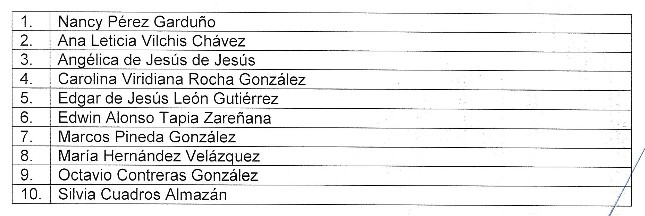 1. Nancy Pérez Garduño
2. Ana Leticia Vilchis Chávez
3. Angélica de Jesús de Jesús
4. Carolina Viridiana Rocha González
5. Edgar de Jesús León Gutiérrez
6. Edwin Alonso Tapia Zareñana
7. Marcos Pineda González
8. María Hernández Velázquez
9. Octavio Contreras González
10. Silvia Cuadros Almazán